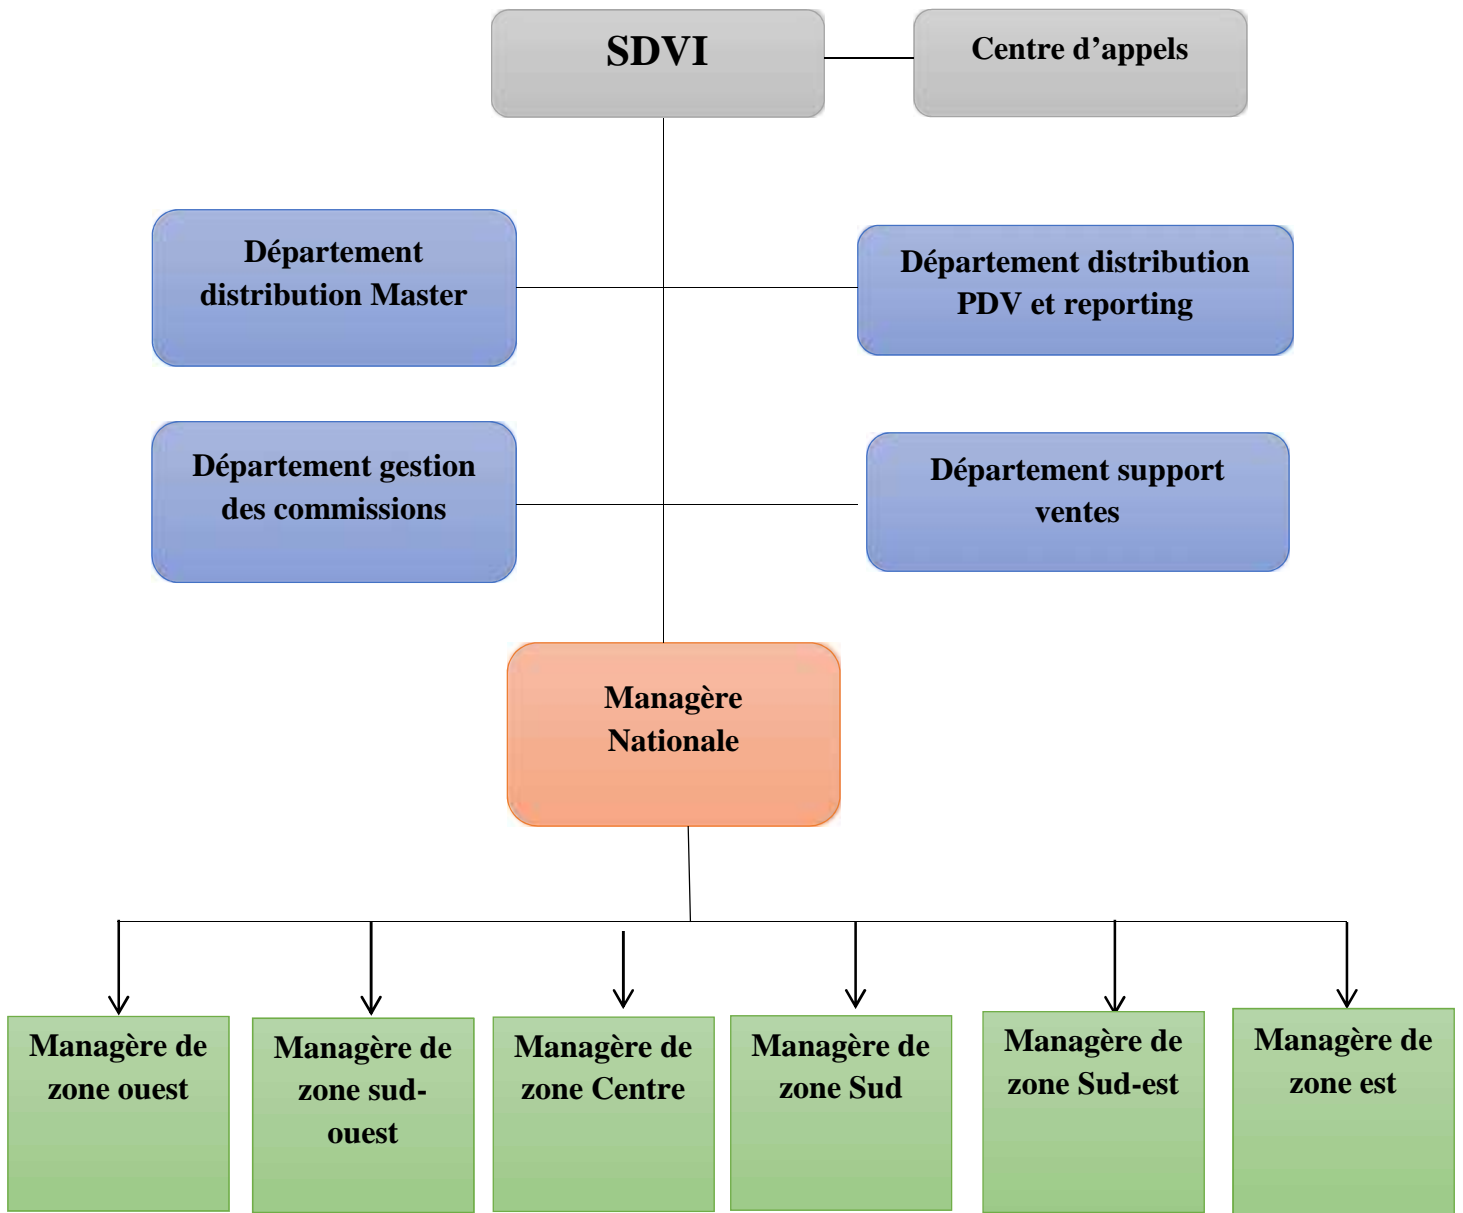 SDVI
Centre d’appels
Département
distribution Master
Département distribution
PDV et reporting
Département gestion
des commissions
Département support
ventes
Managère
Nationale
Managère de
zone ouest
Managère de
zone sud-
ouest
Managère de
zone Centre
Managère de
zone Sud
Managère de
zone Sud-est
Managère de
zone est